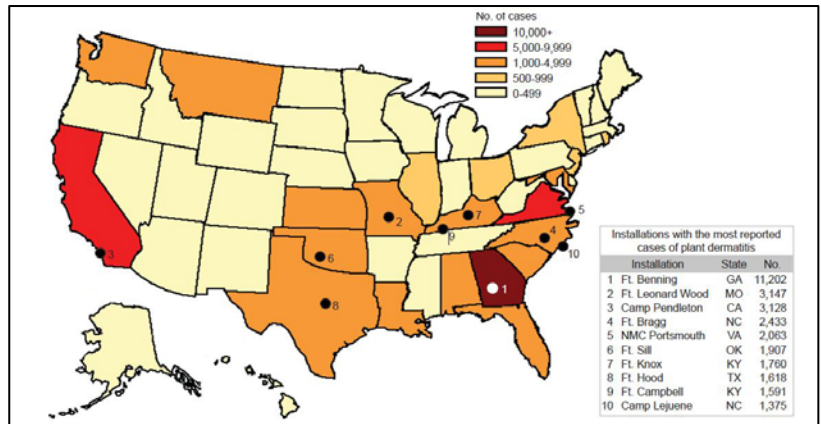 No. of cases
10,000+
5,000-9,999
1,000-4,999
500-999
0-499
3
2
7
9
5
4
10
6
8
1
Installations with the most reported
cases of plant dermatitis
Installation State No.
1 Ft. Benning GA 11,202
2 Ft. Leonard Wood MO 3,147
3 Camp Pendleton CA 3,128
4 Ft. Bragg NC 2,433
5 NMC Portsmouth VA 2,063
6 Ft. Sill OK 1,907
7 Ft. Knox KY 1,760
8 Ft. Hood TX 1,618
9 Ft. Campbell KY 1,591
10 Camp Lejuene NC 1,375